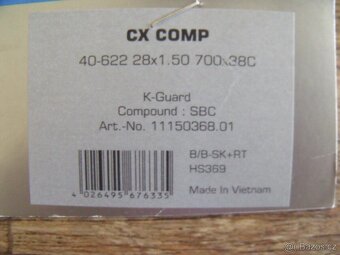 CX COMP
40-622 28x1.50 700x38C
K-Guard
Compound : SBC
Art.-No. 11150368.01
B/B-SK+RT
HS369
4 026495 676335
Made In Vietnam